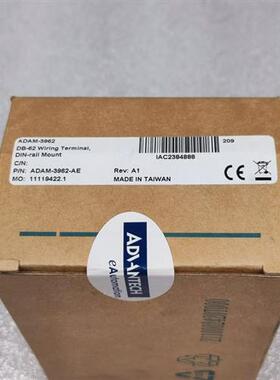 ADAM-3962
DB-62 Wiring Terminal,
DIN-rail Mount
C/N:
P/N: ADAM-3962-AE
MO: 11119422.1
209
IAC2384888
Rev: A1
MADE IN TAIWAN
CE
ADVANTECH
eAutomation